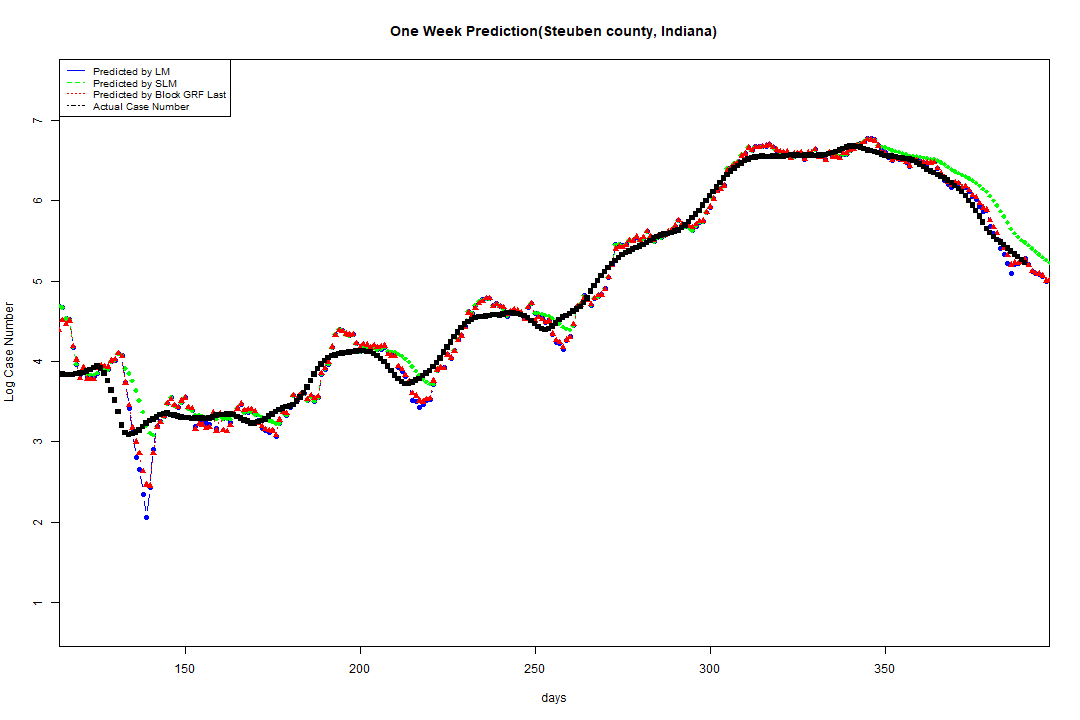 One Week Prediction(Steuben county, Indiana)
Predicted by LM
Predicted by SLM
Predicted by Block GRF Last
Actual Case Number
7
6
5
4
3
2
1
Log Case Number
150 200 250 300 350
days